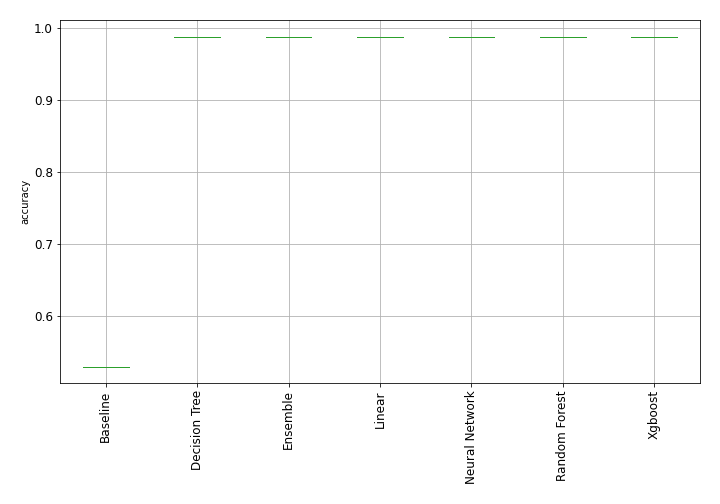 1.0
0.9
0.8
0.7
0.6
accuracy
Baseline
Decision Tree
Ensemble
Linear
Neural Network
Random Forest
Xgboost